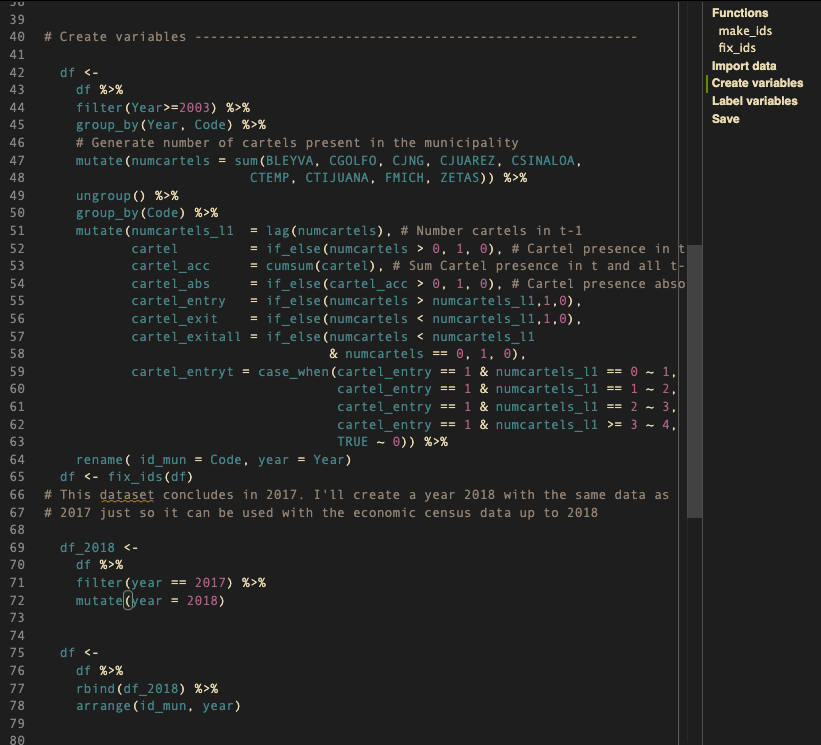 38
39
40 # Create variables --------------------------------------------------------
41
42 df <-
43 df %>%
44 filter(Year>=2003) %>%
45 group_by(Year, Code) %>%
46 # Generate number of cartels present in the municipality
47 mutate(numcartels = sum(BLEYVA, CGOLFO, CJNG, CJUAREZ, CSINALOA,
48 CTEMP, CTIJUANA, FMICH, ZETAS)) %>%
49 ungroup() %>%
50 group_by(Code) %>%
51 mutate(numcartels_l1 = lag(numcartels), # Number cartels in t-1
52 cartel = if_else(numcartels > 0, 1, 0), # Cartel presence in t
53 cartel_acc = cumsum(cartel), # Sum Cartel presence in t and all t-
54 cartel_abs = if_else(cartel_acc > 0, 1, 0), # Cartel presence abso
55 cartel_entry = if_else(numcartels > numcartels_l1,1,0),
56 cartel_exit = if_else(numcartels < numcartels_l1,1,0),
57 cartel_exitall = if_else(numcartels < numcartels_l1
58 & numcartels == 0, 1, 0),
59 cartel_entryt = case_when(cartel_entry == 1 & numcartels_l1 == 0 ~ 1,
60 cartel_entry == 1 & numcartels_l1 == 1 ~ 2,
61 cartel_entry == 1 & numcartels_l1 == 2 ~ 3,
62 cartel_entry == 1 & numcartels_l1 >= 3 ~ 4,
63 TRUE ~ 0)) %>%
64 rename( id_mun = Code, year = Year)
65 df <- fix_ids(df)
66 # This dataset concludes in 2017. I'll create a year 2018 with the same data as
67 # 2017 just so it can be used with the economic census data up to 2018
68
69 df_2018 <-
70 df %>%
71 filter(year == 2017) %>%
72 mutate(year = 2018)
73
74
75 df <-
76 df %>%
77 rbind(df_2018) %>%
78 arrange(id_mun, year)
79
80
Functions
make_ids
fix_ids
Import data
Create variables
Label variables
Save